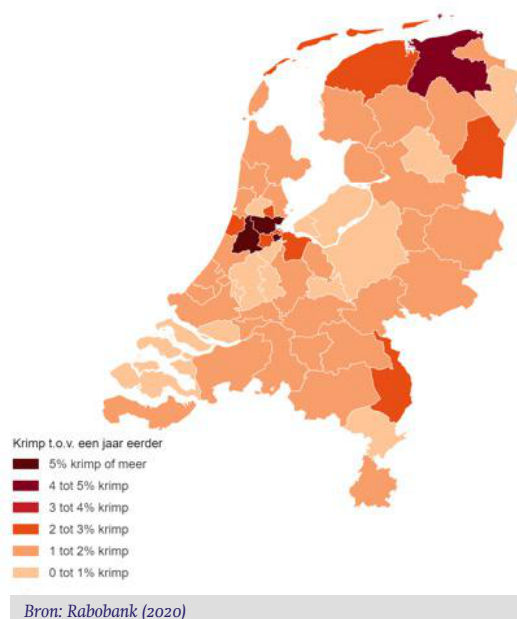 Krimp t.o.v. een jaar eerder
5% krimp of meer
4 tot 5% krimp
3 tot 4% krimp
2 tot 3% krimp
1 tot 2% krimp
0 tot 1% krimp
Bron: Rabobank (2020)